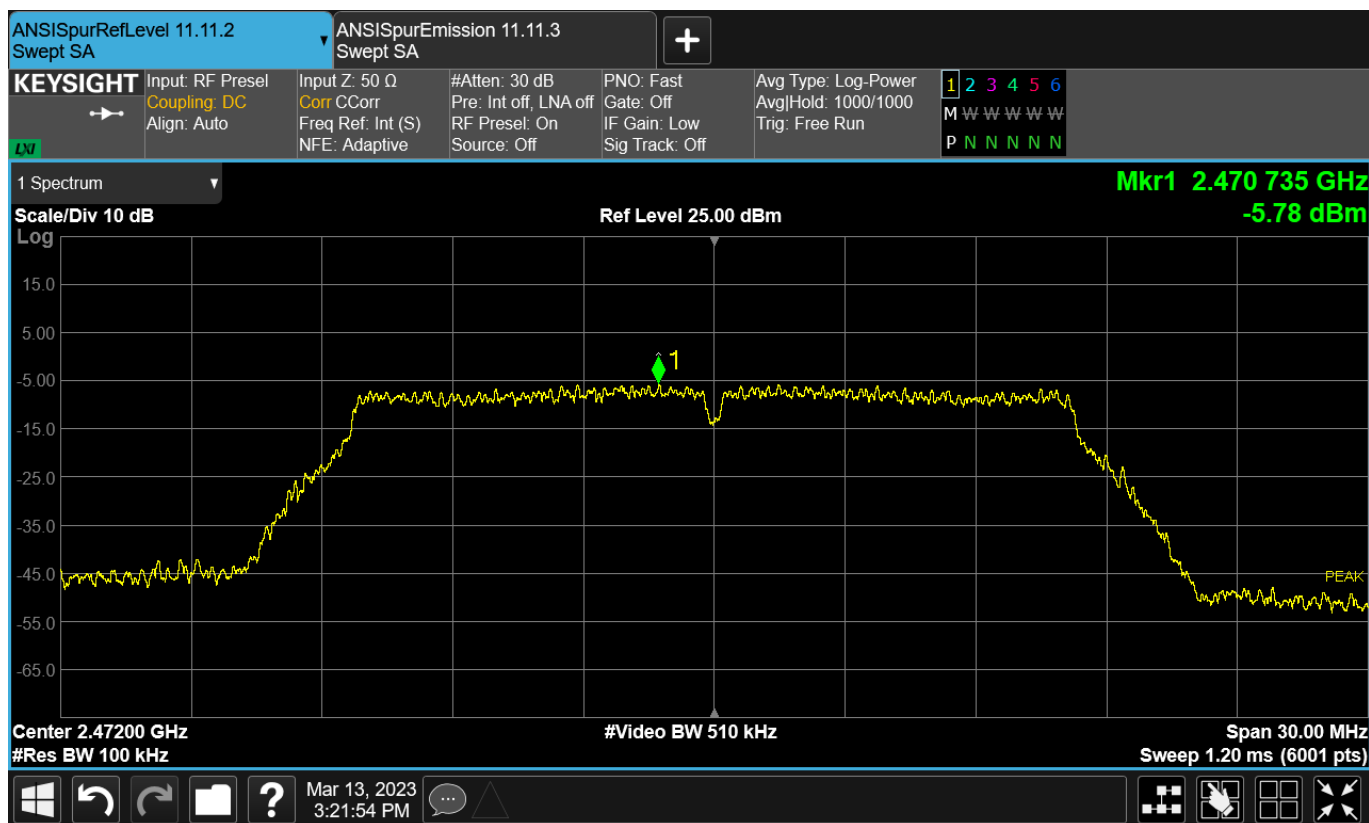 ANSISpurRefLevel 11.11.2
Swept SA
ANSISpurEmission 11.11.3
Swept SA
KEYSIGHT
LXI
Input: RF Presel
Coupling: DC
Align: Auto
Input Z: 50 Ω
Corr CCorr
Freq Ref: Int (S)
NFE: Adaptive
#Atten: 30 dB
Pre: Int off, LNA off
RF Presel: On
Source: Off
PNO: Fast
Gate: Off
IF Gain: Low
Sig Track: Off
Avg Type: Log-Power
Avg|Hold: 1000/1000
Trig: Free Run
1 2 3 4 5 6
M W W W W W
P N N N N N
1 Spectrum
Scale/Div 10 dB
Ref Level 25.00 dBm
Mkr1 2.470 735 GHz
-5.78 dBm
Log
15.0
5.00
-5.00
-15.0
-25.0
-35.0
-45.0
-55.0
-65.0
1
PEAK
Center 2.47200 GHz
#Res BW 100 kHz
#Video BW 510 kHz
Span 30.00 MHz
Sweep 1.20 ms (6001 pts)
Mar 13, 2023
3:21:54 PM